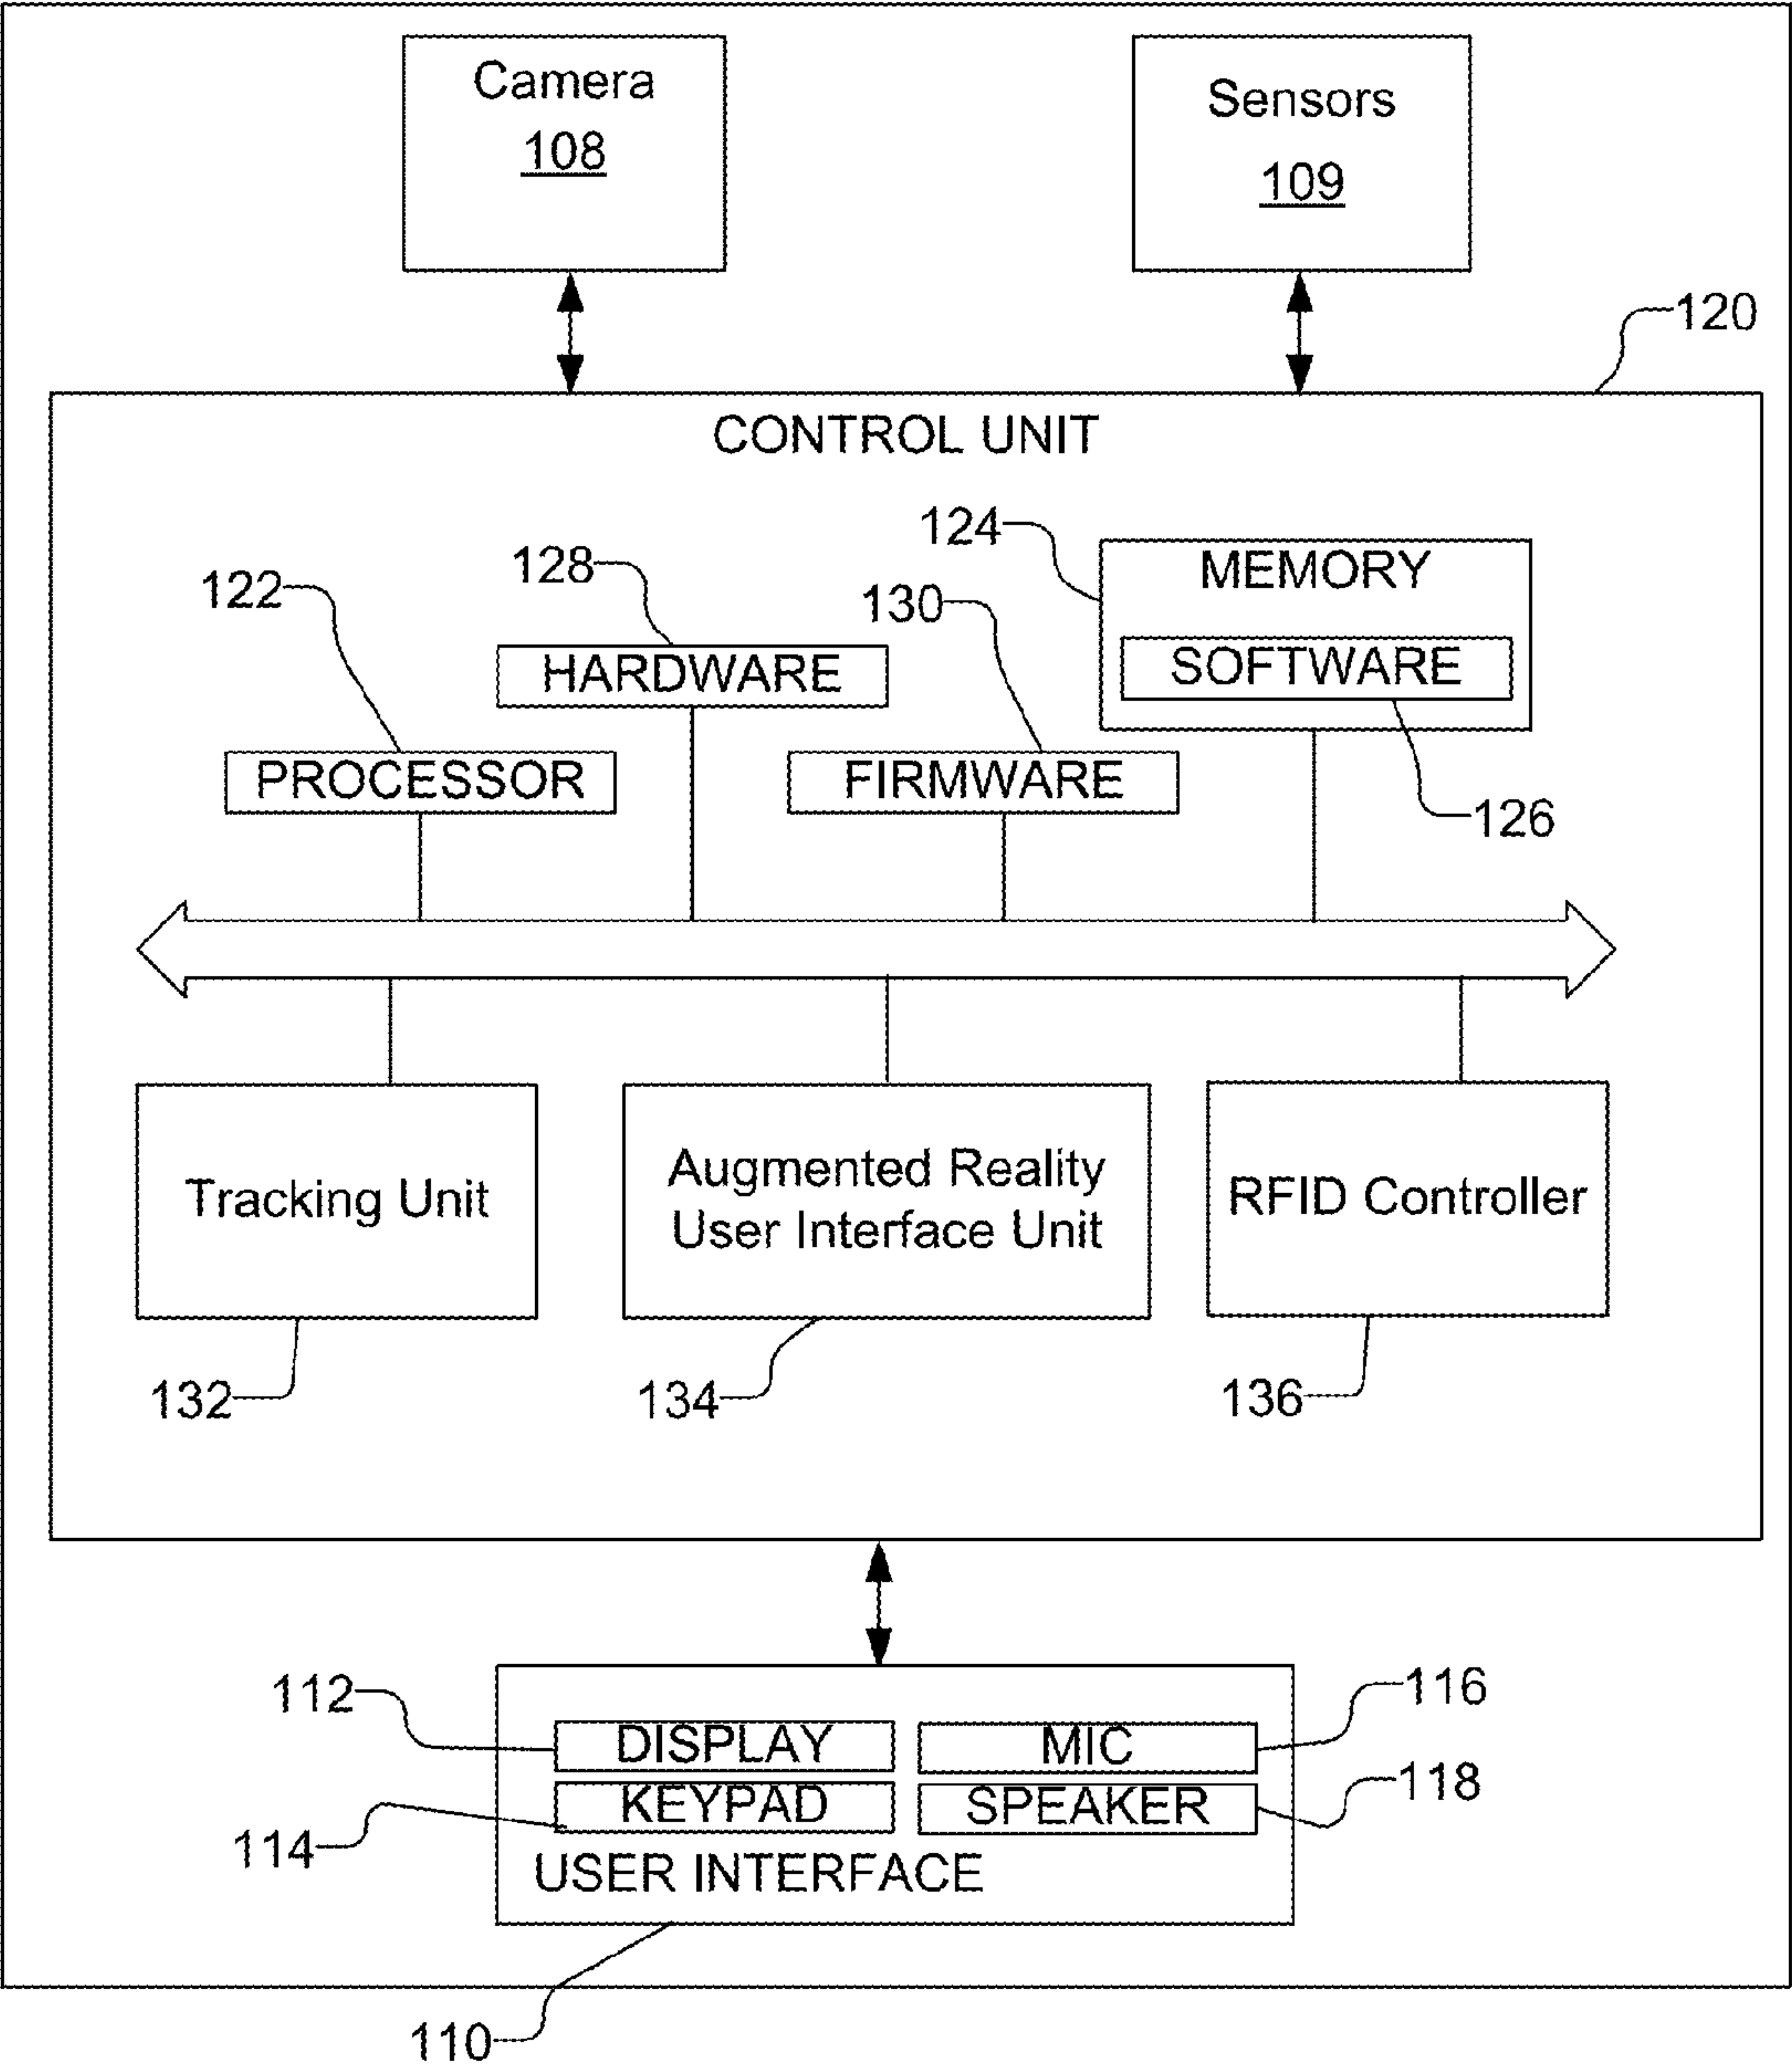 Camera
108
Sensors
109
120
CONTROL UNIT
124
MEMORY
128
122
130
HARDWARE
SOFTWARE
PROCESSOR
FIRMWARE
126
Tracking Unit
Augmented Reality
User Interface Unit
RFID Controller
132
134
136
112
116
DISPLAY
MIC
KEYPAD
SPEAKER
118
114
USER INTERFACE
110